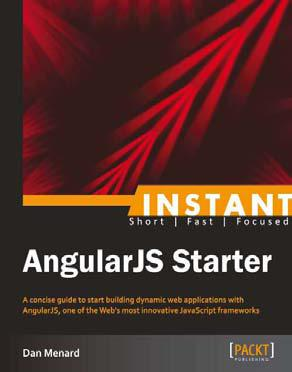 INSTANT
Short | Fast | Focused
AngularJS Starter
A concise guide to start building dynamic web applications with
AngularJS, one of the Web's most innovative JavaScript frameworks
Dan Menard
[PACKT]
PUBLISHING